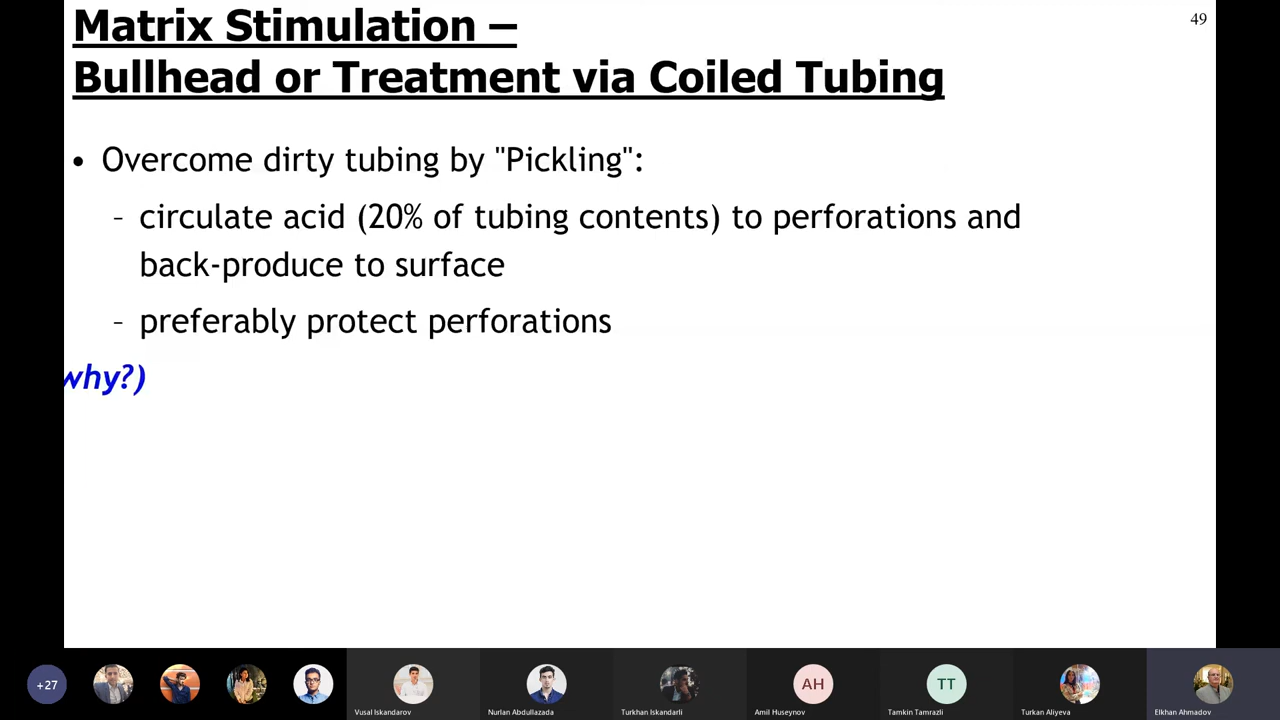 Matrix Stimulation –
49
Bullhead or Treatment via Coiled Tubing
• Overcome dirty tubing by "Pickling":
– circulate acid (20% of tubing contents) to perforations and
back-produce to surface
– preferably protect perforations
why?)
+27
Vusal Iskandarov
Nurlan Abdullazada
Turkhan Iskandarli
AH
Amil Huseynov
TT
Tamkin Tamrazli
Turkan Aliyeva
Elkhan Ahmadov